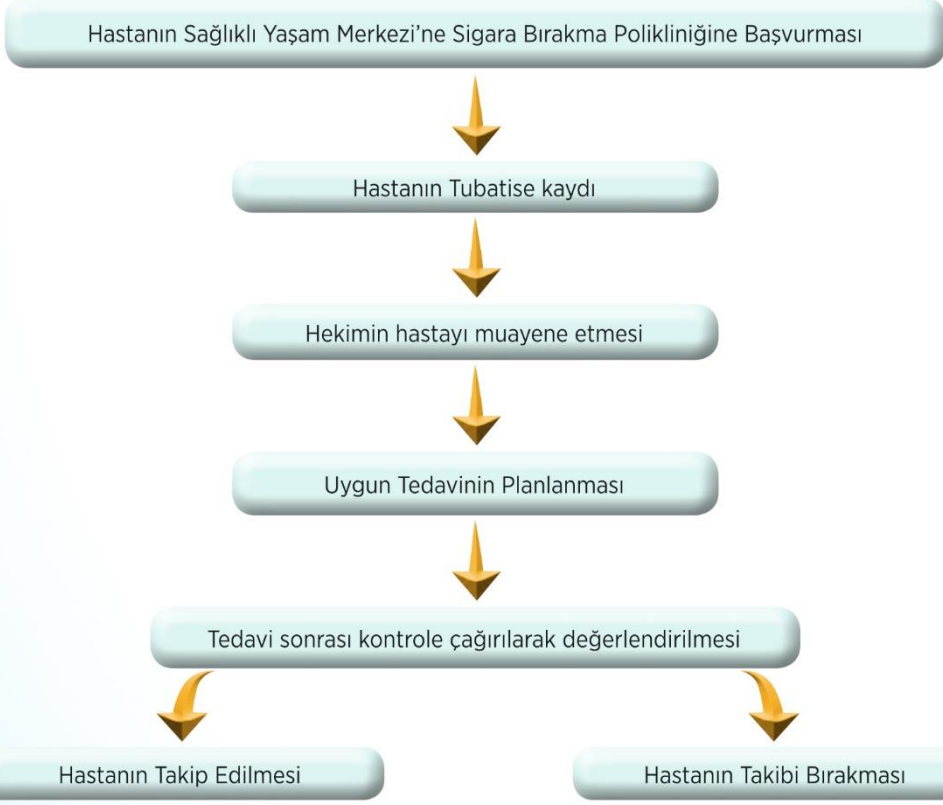 Hastanın Sağlıklı Yaşam Merkezi’ne Sigara Bırakma Polikliniğine Başvurması
Hastanın Tubatise kaydı
Hekimin hastayı muayene etmesi
Uygun Tedavinin Planlanması
Tedavi sonrası kontrole çağırılarak değerlendirilmesi
Hastanın Takip Edilmesi
Hastanın Takibi Bırakması